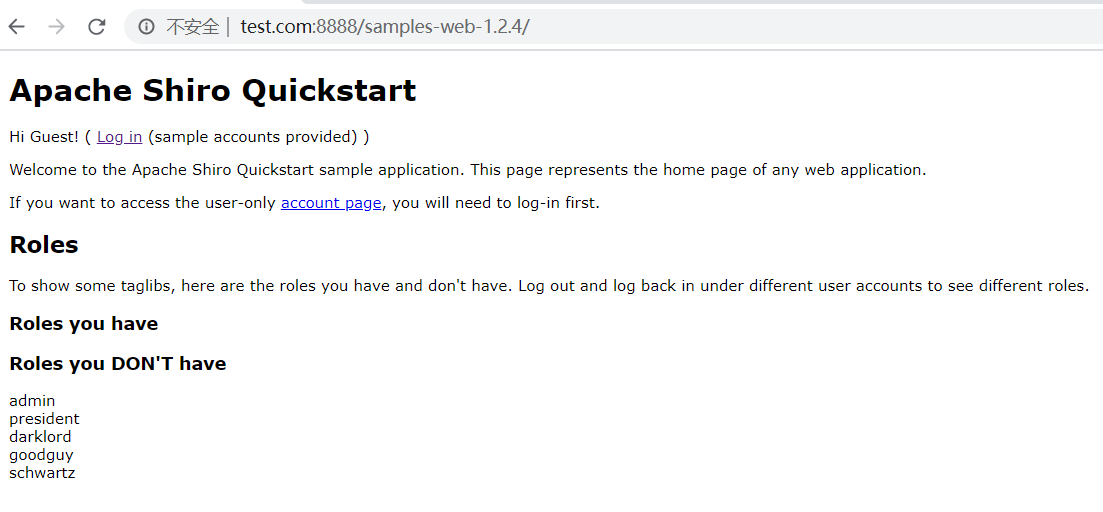 不安全 | test.com:8888/samples-web-1.2.4/
Apache Shiro Quickstart
Hi Guest! ( Log in (sample accounts provided) )
Welcome to the Apache Shiro Quickstart sample application. This page represents the home page of any web application.
If you want to access the user-only account page, you will need to log-in first.
Roles
To show some taglibs, here are the roles you have and don't have. Log out and log back in under different user accounts to see different roles.
Roles you have
Roles you DON'T have
admin
president
darklord
goodguy
schwartz